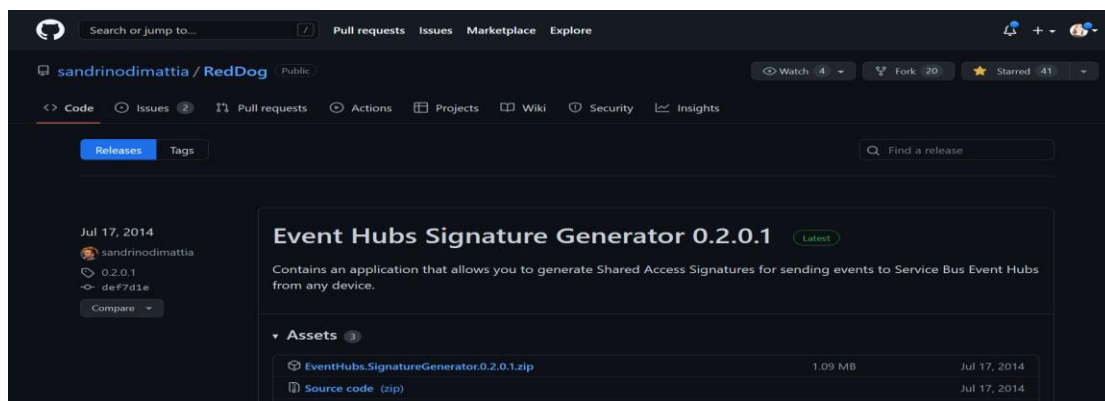 Search or jump to... / Pull requests Issues Marketplace Explore
sandrinodimattia / RedDog Public Watch 4 Fork 20 Starred 41
<> Code Issues 2 Pull requests Actions Projects Wiki Security Insights
Releases Tags Find a release
Jul 17, 2014
sandrinodimattia
0.2.0.1
def7d1e
Compare
Event Hubs Signature Generator 0.2.0.1 Latest
Contains an application that allows you to generate Shared Access Signatures for sending events to Service Bus Event Hubs
from any device.
Assets 3
EventHubs.SignatureGenerator.0.2.0.1.zip 1.09 MB Jul 17, 2014
Source code (zip) Jul 17, 2014